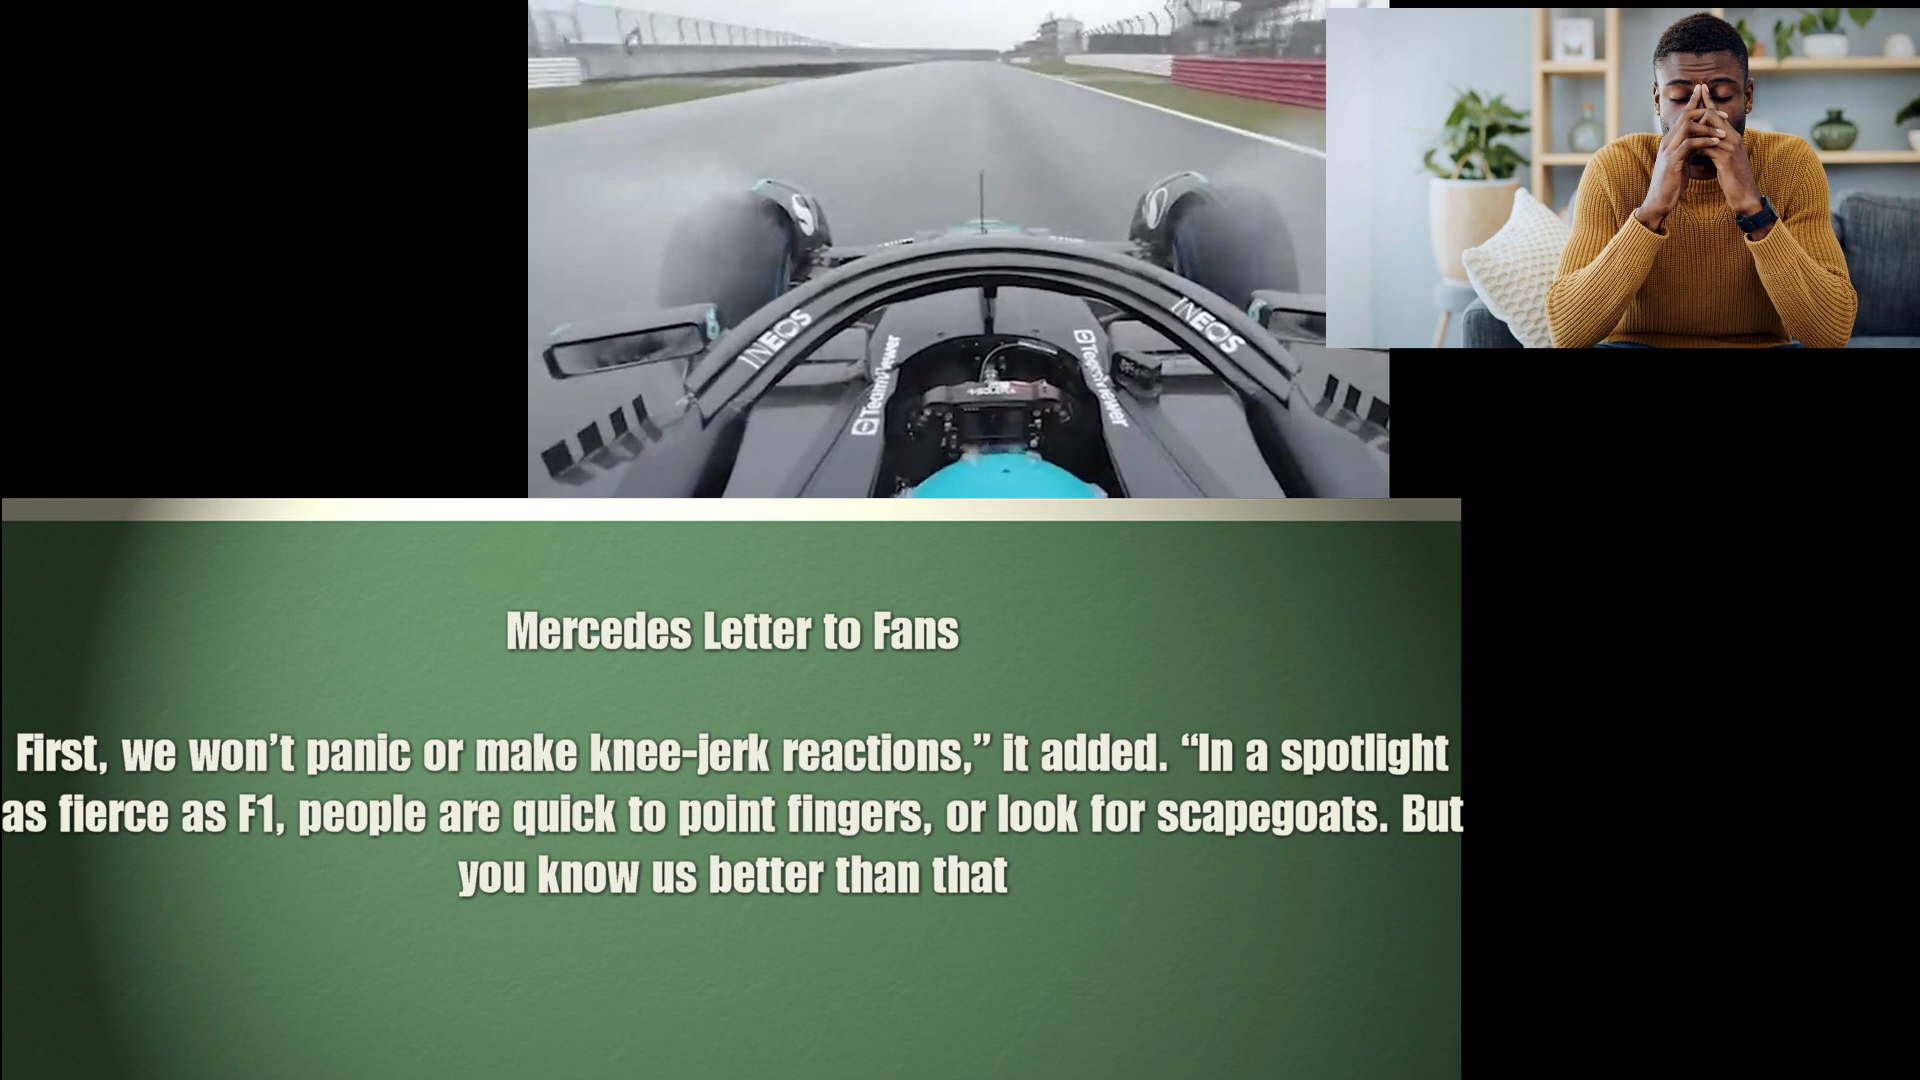 INEOS
INEOS
TeamViewer
TeamViewer
Mercedes Letter to Fans
First, we won’t panic or make knee-jerk reactions,” it added. “In a spotlight
as fierce as F1, people are quick to point fingers, or look for scapegoats. But
you know us better than that